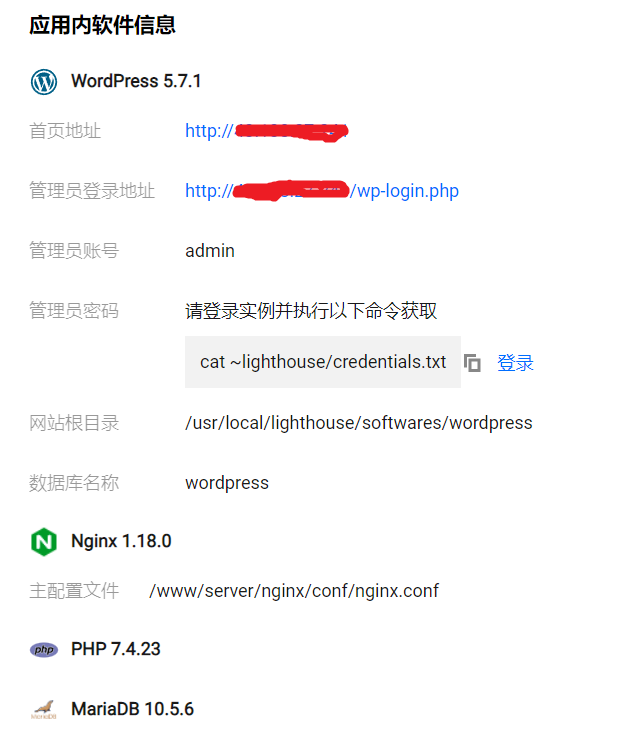 应用内软件信息
WordPress 5.7.1
首页地址 http://
管理员登录地址 http:// /wp-login.php
管理员账号 admin
管理员密码 请登录实例并执行以下命令获取
cat ~lighthouse/credentials.txt 登录
网站根目录 /usr/local/lighthouse/softwares/wordpress
数据库名称 wordpress
Nginx 1.18.0
主配置文件 /www/server/nginx/conf/nginx.conf
php PHP 7.4.23
MariaDB MariaDB 10.5.6